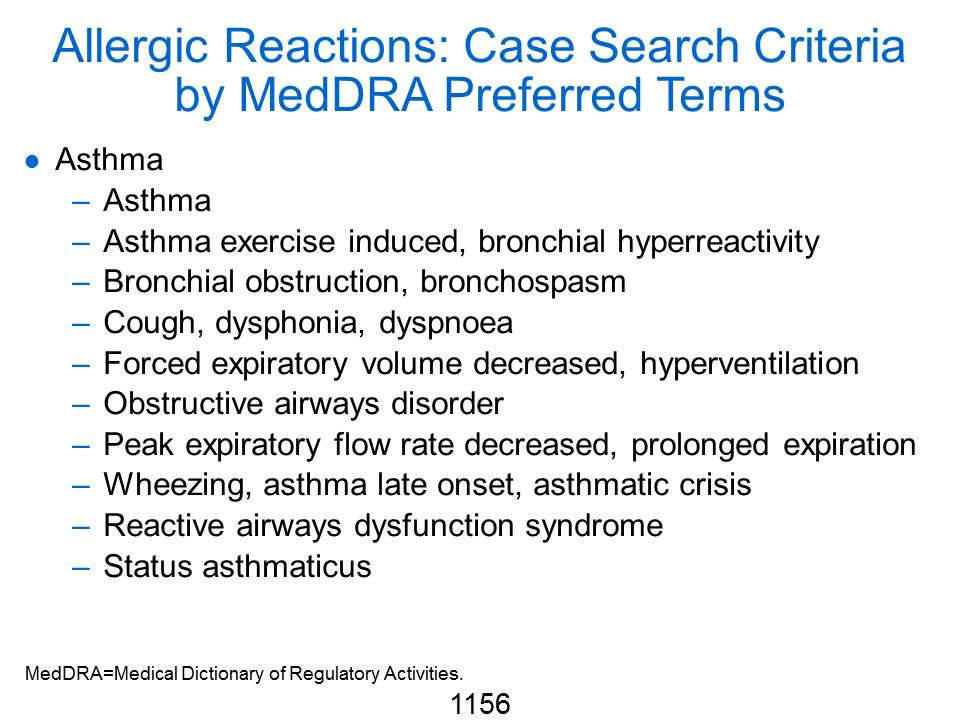 Allergic Reactions: Case Search Criteria
by MedDRA Preferred Terms
● Asthma
– Asthma
– Asthma exercise induced, bronchial hyperreactivity
– Bronchial obstruction, bronchospasm
– Cough, dysphonia, dyspnoea
– Forced expiratory volume decreased, hyperventilation
– Obstructive airways disorder
– Peak expiratory flow rate decreased, prolonged expiration
– Wheezing, asthma late onset, asthmatic crisis
– Reactive airways dysfunction syndrome
– Status asthmaticus
MedDRA=Medical Dictionary of Regulatory Activities.
1156